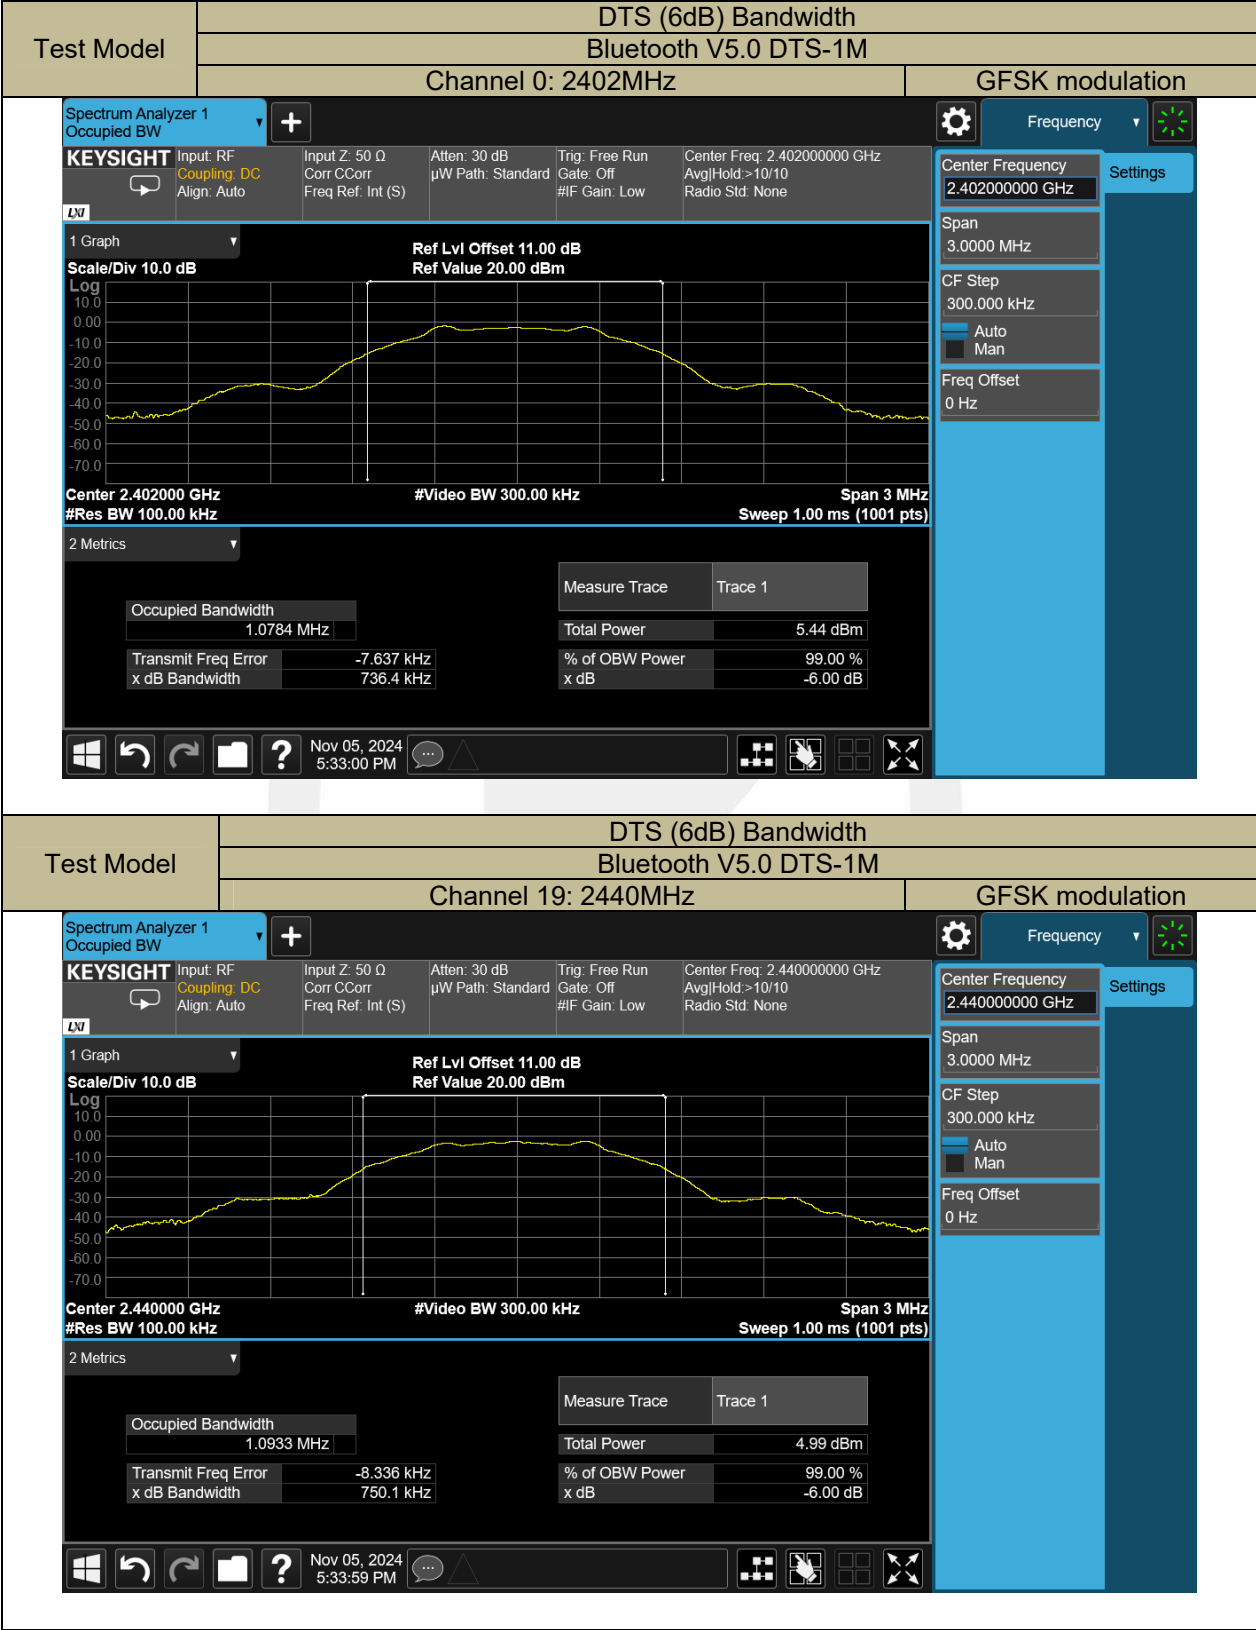 DTS (6dB) Bandwidth
Test Model
Bluetooth V5.0 DTS-1M
Channel 0: 2402MHz GFSK modulation
Spectrum Analyzer 1
Occupied BW
Frequency
KEYSIGHT Input: RF Input Z: 50 Ω Atten: 30 dB Trig: Free Run Center Freq: 2.402000000 GHz
Coupling: DC Corr CCorr µW Path: Standard Gate: Off Avg|Hold:>10/10
Align: Auto Freq Ref: Int (S) #IF Gain: Low Radio Std: None
LXI
Center Frequency
2.402000000 GHz
Settings
Span
3.0000 MHz
CF Step
300.000 kHz
Auto
Man
Freq Offset
0 Hz
1 Graph
Ref Lvl Offset 11.00 dB
Scale/Div 10.0 dB Ref Value 20.00 dBm
Log
10.0
0.00
-10.0
-20.0
-30.0
-40.0
-50.0
-60.0
-70.0
Center 2.402000 GHz #Video BW 300.00 kHz Span 3 MHz
#Res BW 100.00 kHz Sweep 1.00 ms (1001 pts)
2 Metrics
Measure Trace Trace 1
Occupied Bandwidth
1.0784 MHz
Total Power 5.44 dBm
Transmit Freq Error -7.637 kHz % of OBW Power 99.00 %
x dB Bandwidth 736.4 kHz x dB -6.00 dB
?
Nov 05, 2024
5:33:00 PM
DTS (6dB) Bandwidth
Test Model
Bluetooth V5.0 DTS-1M
Channel 19: 2440MHz GFSK modulation
Spectrum Analyzer 1
Occupied BW
Frequency
KEYSIGHT Input: RF Input Z: 50 Ω Atten: 30 dB Trig: Free Run Center Freq: 2.440000000 GHz
Coupling: DC Corr CCorr µW Path: Standard Gate: Off Avg|Hold:>10/10
Align: Auto Freq Ref: Int (S) #IF Gain: Low Radio Std: None
LXI
Center Frequency
2.440000000 GHz
Settings
Span
3.0000 MHz
CF Step
300.000 kHz
Auto
Man
Freq Offset
0 Hz
1 Graph
Ref Lvl Offset 11.00 dB
Scale/Div 10.0 dB Ref Value 20.00 dBm
Log
10.0
0.00
-10.0
-20.0
-30.0
-40.0
-50.0
-60.0
-70.0
Center 2.440000 GHz #Video BW 300.00 kHz Span 3 MHz
#Res BW 100.00 kHz Sweep 1.00 ms (1001 pts)
2 Metrics
Measure Trace Trace 1
Occupied Bandwidth
1.0933 MHz
Total Power 4.99 dBm
Transmit Freq Error -8.336 kHz % of OBW Power 99.00 %
x dB Bandwidth 750.1 kHz x dB -6.00 dB
?
Nov 05, 2024
5:33:59 PM